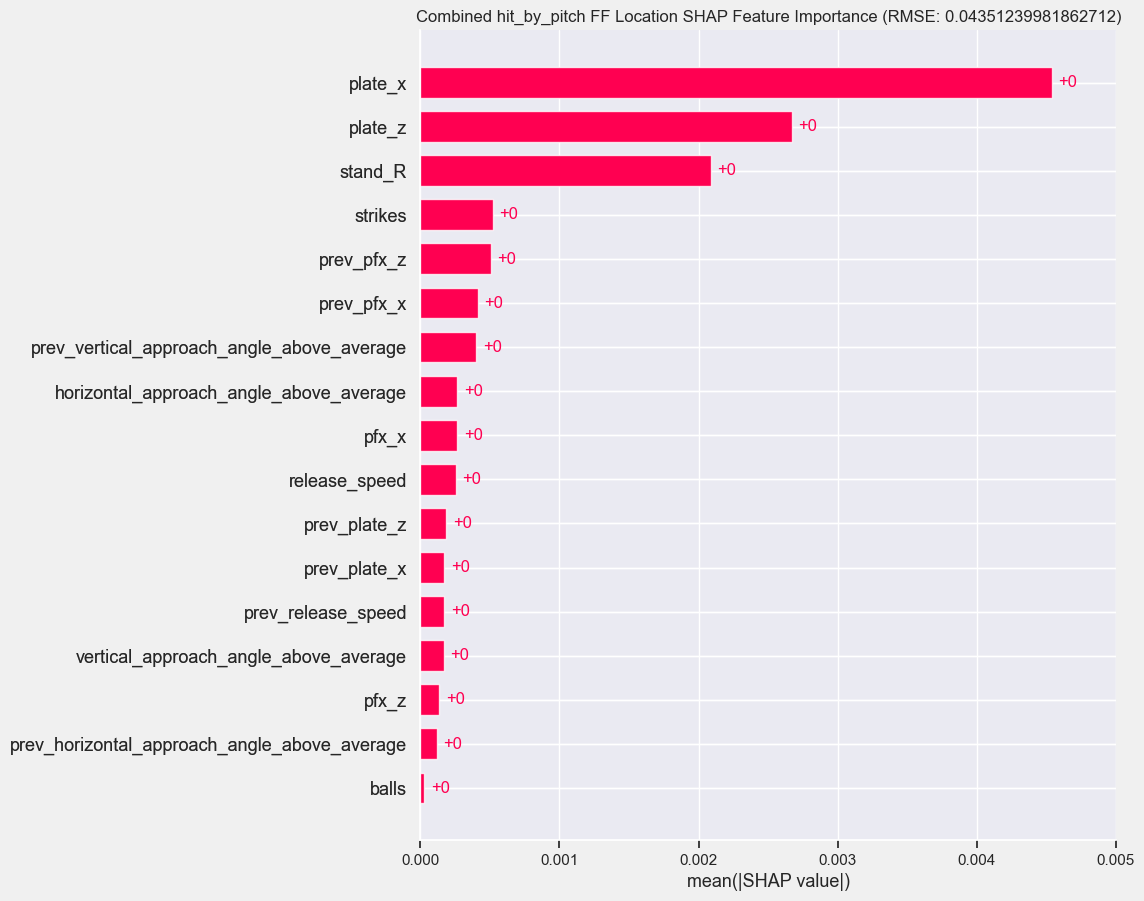 Combined hit_by_pitch FF Location SHAP Feature Importance (RMSE: 0.04351239981862712)
plate_x +0
plate_z +0
stand_R +0
strikes +0
prev_pfx_z +0
prev_pfx_x +0
prev_vertical_approach_angle_above_average +0
horizontal_approach_angle_above_average +0
pfx_x +0
release_speed +0
prev_plate_z +0
prev_plate_x +0
prev_release_speed +0
vertical_approach_angle_above_average +0
pfx_z +0
prev_horizontal_approach_angle_above_average +0
balls +0
0.000 0.001 0.002 0.003 0.004 0.005
mean(|SHAP value|)